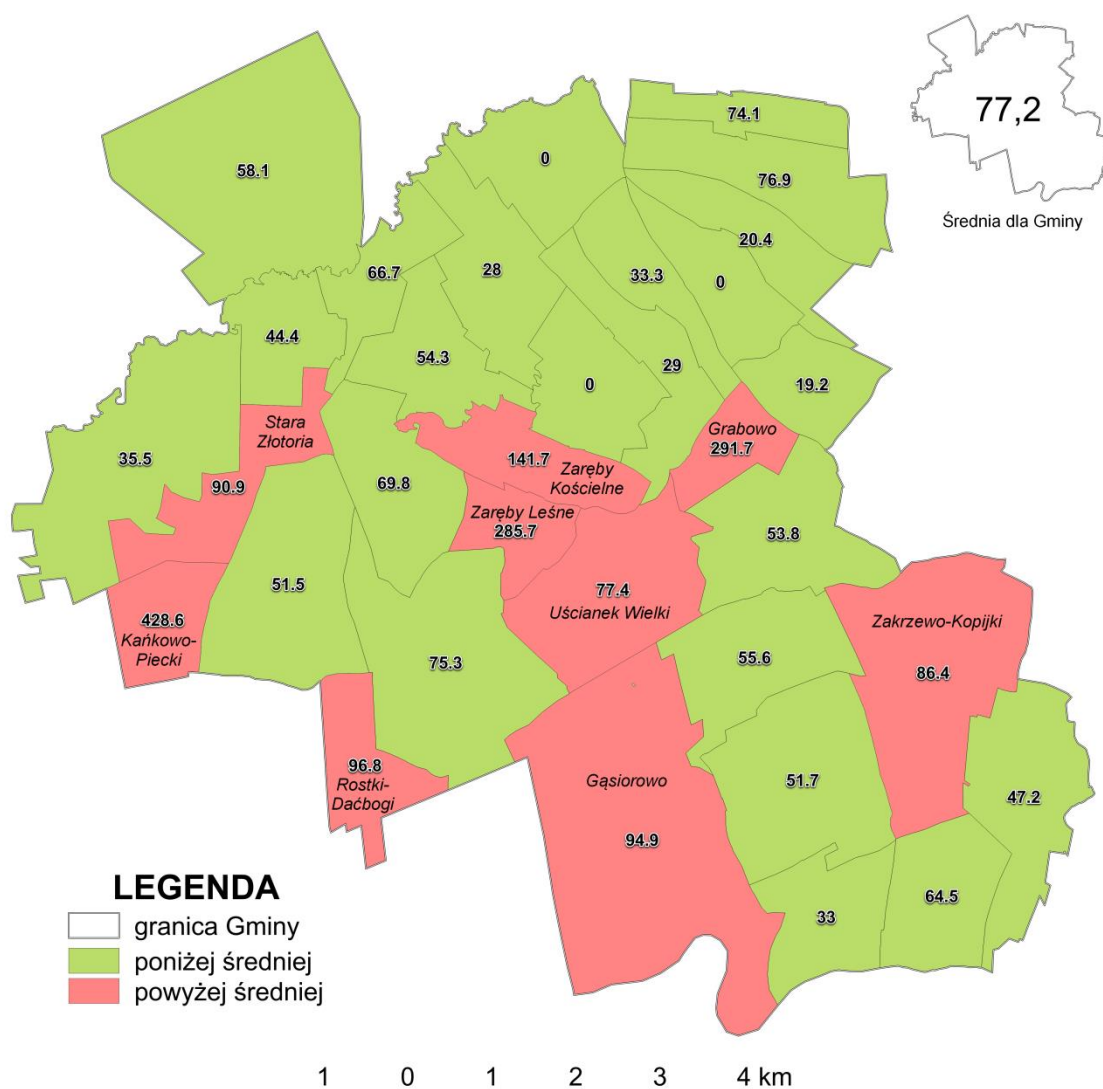 74.1
77,2
0
58.1
76.9
Średnia dla Gminy
20.4
66.7
28
33.3
0
44.4
54.3
29
0
19.2
Stara
Złotoria
Grabowo
291.7
35.5
90.9
69.8
141.7
Zaręby
Kościelne
Zaręby Leśne
285.7
53.8
51.5
77.4
Uścianek Wielki
428.6
Kańkowo-
Piecki
Zakrzewo-Kopijki
86.4
75.3
55.6
96.8
Rostki-
Daćbogi
Gąsiorowo
94.9
51.7
47.2
64.5
33
LEGENDA
granica Gminy
poniżej średniej
powyżej średniej
1 0 1 2 3 4 km